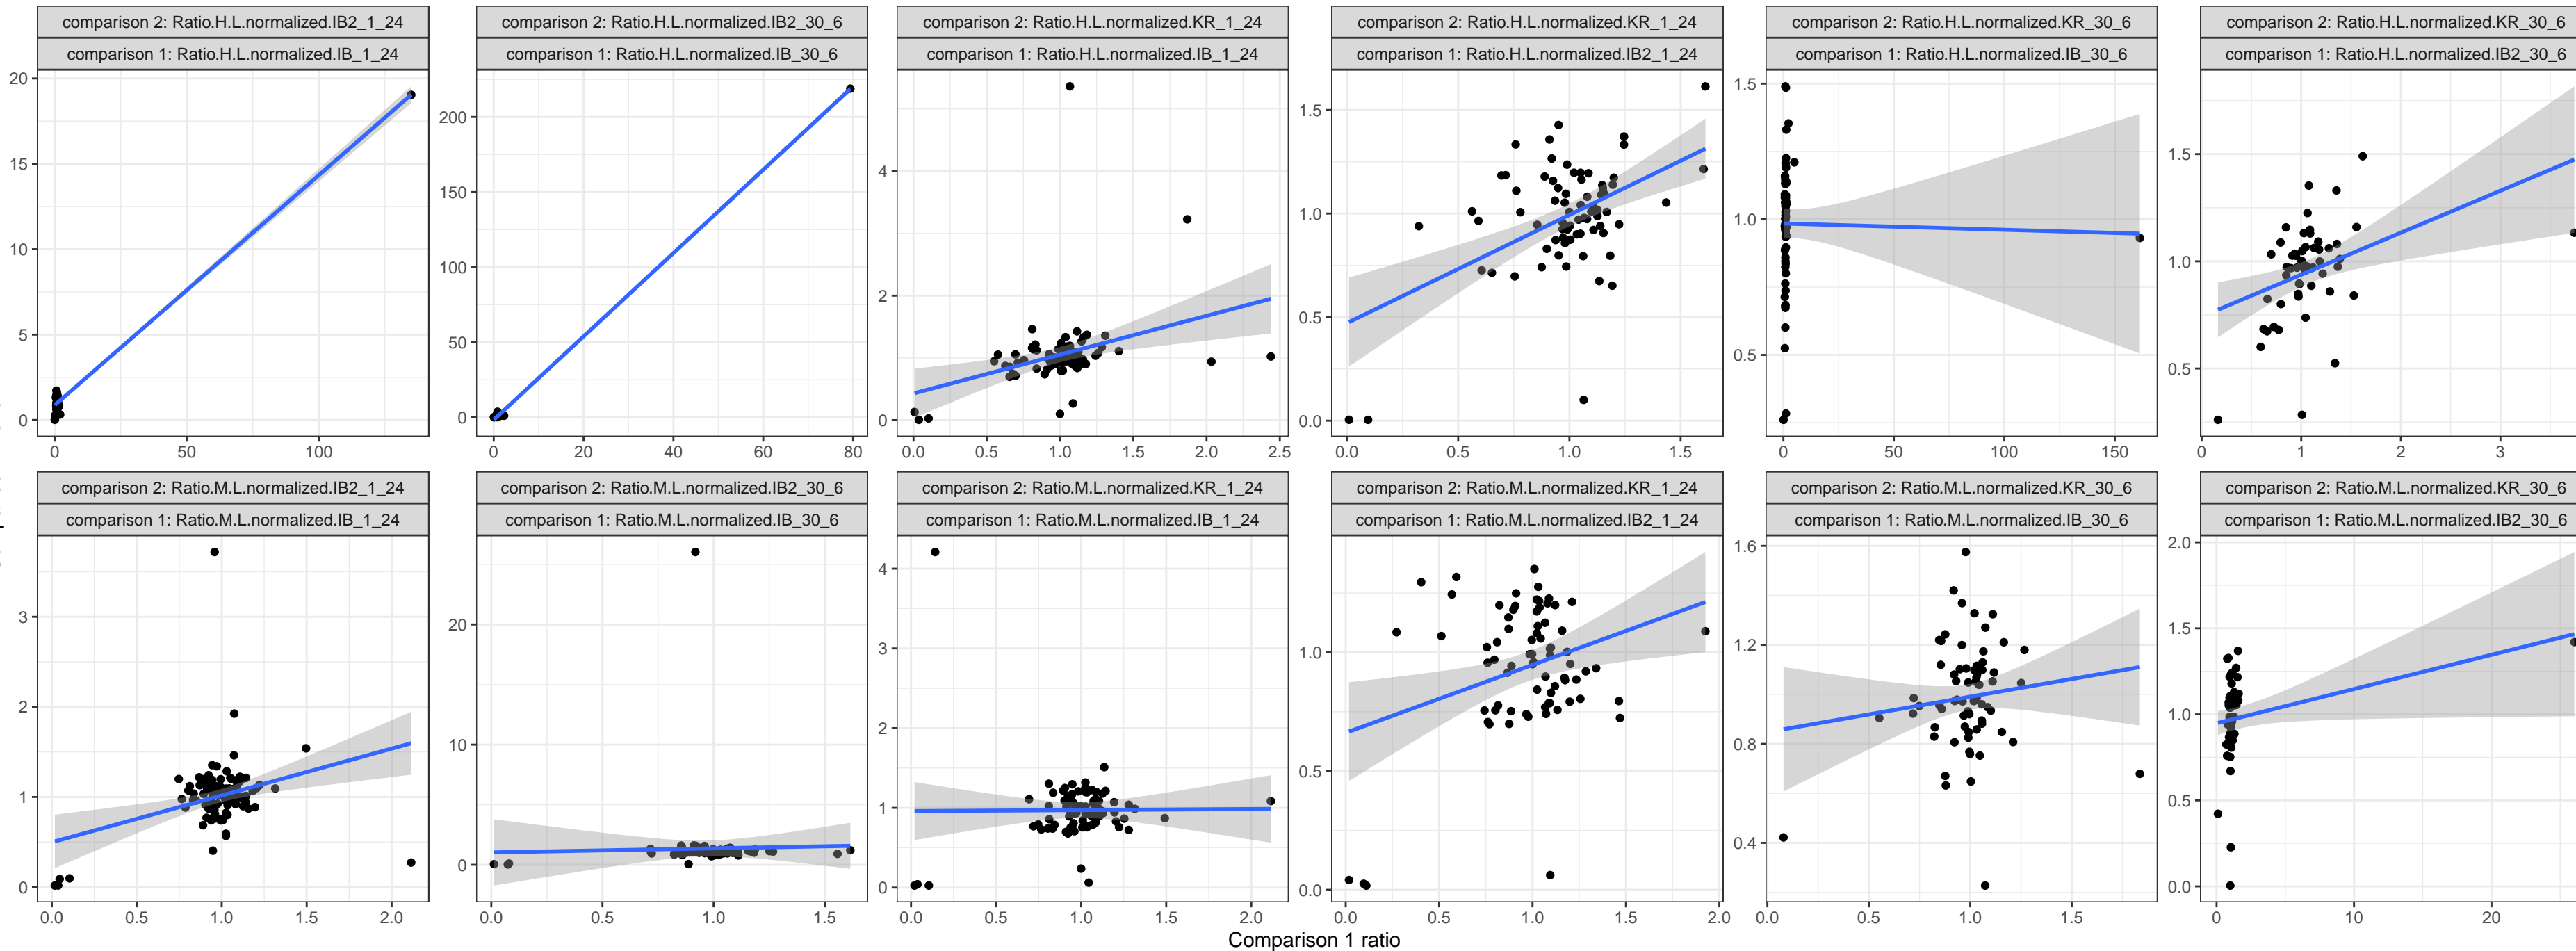 comparison 2: Ratio.H.L.normalized.IB2_1_24
comparison 1: Ratio.H.L.normalized.IB_1_24
20
15
10
5
0
0 50 100
comparison 2: Ratio.H.L.normalized.IB2_30_6
comparison 1: Ratio.H.L.normalized.IB_30_6
200
150
100
50
0
0 20 40 60 80
comparison 2: Ratio.H.L.normalized.KR_1_24
comparison 1: Ratio.H.L.normalized.IB_1_24
4
2
0
0.0 0.5 1.0 1.5 2.0 2.5
comparison 2: Ratio.H.L.normalized.KR_1_24
comparison 1: Ratio.H.L.normalized.IB2_1_24
1.5
1.0
0.5
0.0
0.0 0.5 1.0 1.5
comparison 2: Ratio.H.L.normalized.KR_30_6
comparison 1: Ratio.H.L.normalized.IB_30_6
1.5
1.0
0.5
0 50 100 150
comparison 2: Ratio.H.L.normalized.KR_30_6
comparison 1: Ratio.H.L.normalized.IB2_30_6
1.5
1.0
0.5
0 1 2 3
comparison 2: Ratio.M.L.normalized.IB2_1_24
comparison 1: Ratio.M.L.normalized.IB_1_24
3
2
1
0
0.0 0.5 1.0 1.5 2.0
comparison 2: Ratio.M.L.normalized.IB2_30_6
comparison 1: Ratio.M.L.normalized.IB_30_6
20
10
0
0.0 0.5 1.0 1.5
comparison 2: Ratio.M.L.normalized.KR_1_24
comparison 1: Ratio.M.L.normalized.IB_1_24
4
3
2
1
0
0.0 0.5 1.0 1.5 2.0
comparison 2: Ratio.M.L.normalized.KR_1_24
comparison 1: Ratio.M.L.normalized.IB2_1_24
1.0
0.5
0.0
0.0 0.5 1.0 1.5 2.0
comparison 2: Ratio.M.L.normalized.KR_30_6
comparison 1: Ratio.M.L.normalized.IB_30_6
1.6
1.2
0.8
0.4
0.0 0.5 1.0 1.5
comparison 2: Ratio.M.L.normalized.KR_30_6
comparison 1: Ratio.M.L.normalized.IB2_30_6
2.0
1.5
1.0
0.5
0.0
0 10 20
Comparison 1 ratio